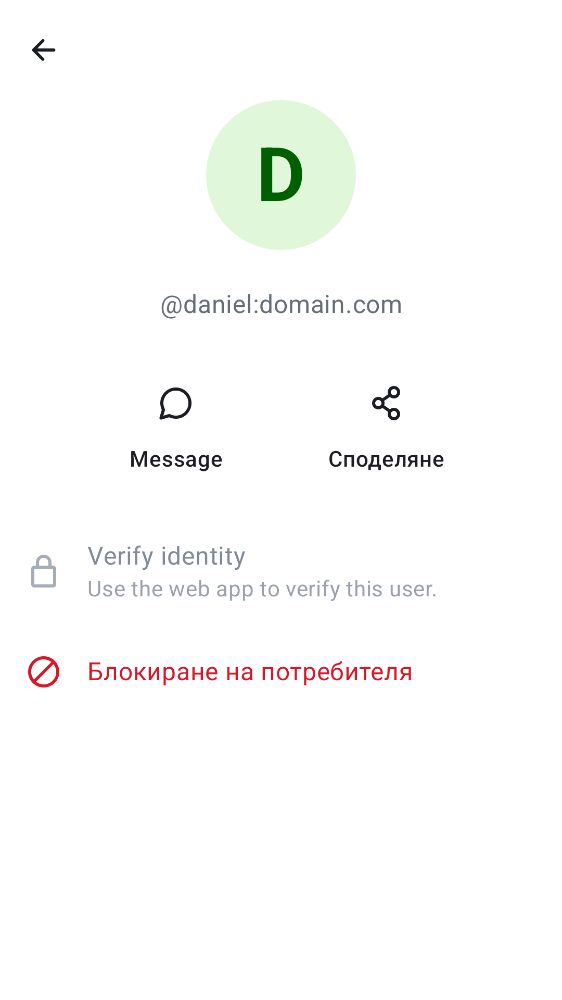 D
@daniel:domain.com
Message
Споделяне
Verify identity
Use the web app to verify this user.
Блокиране на потребителя